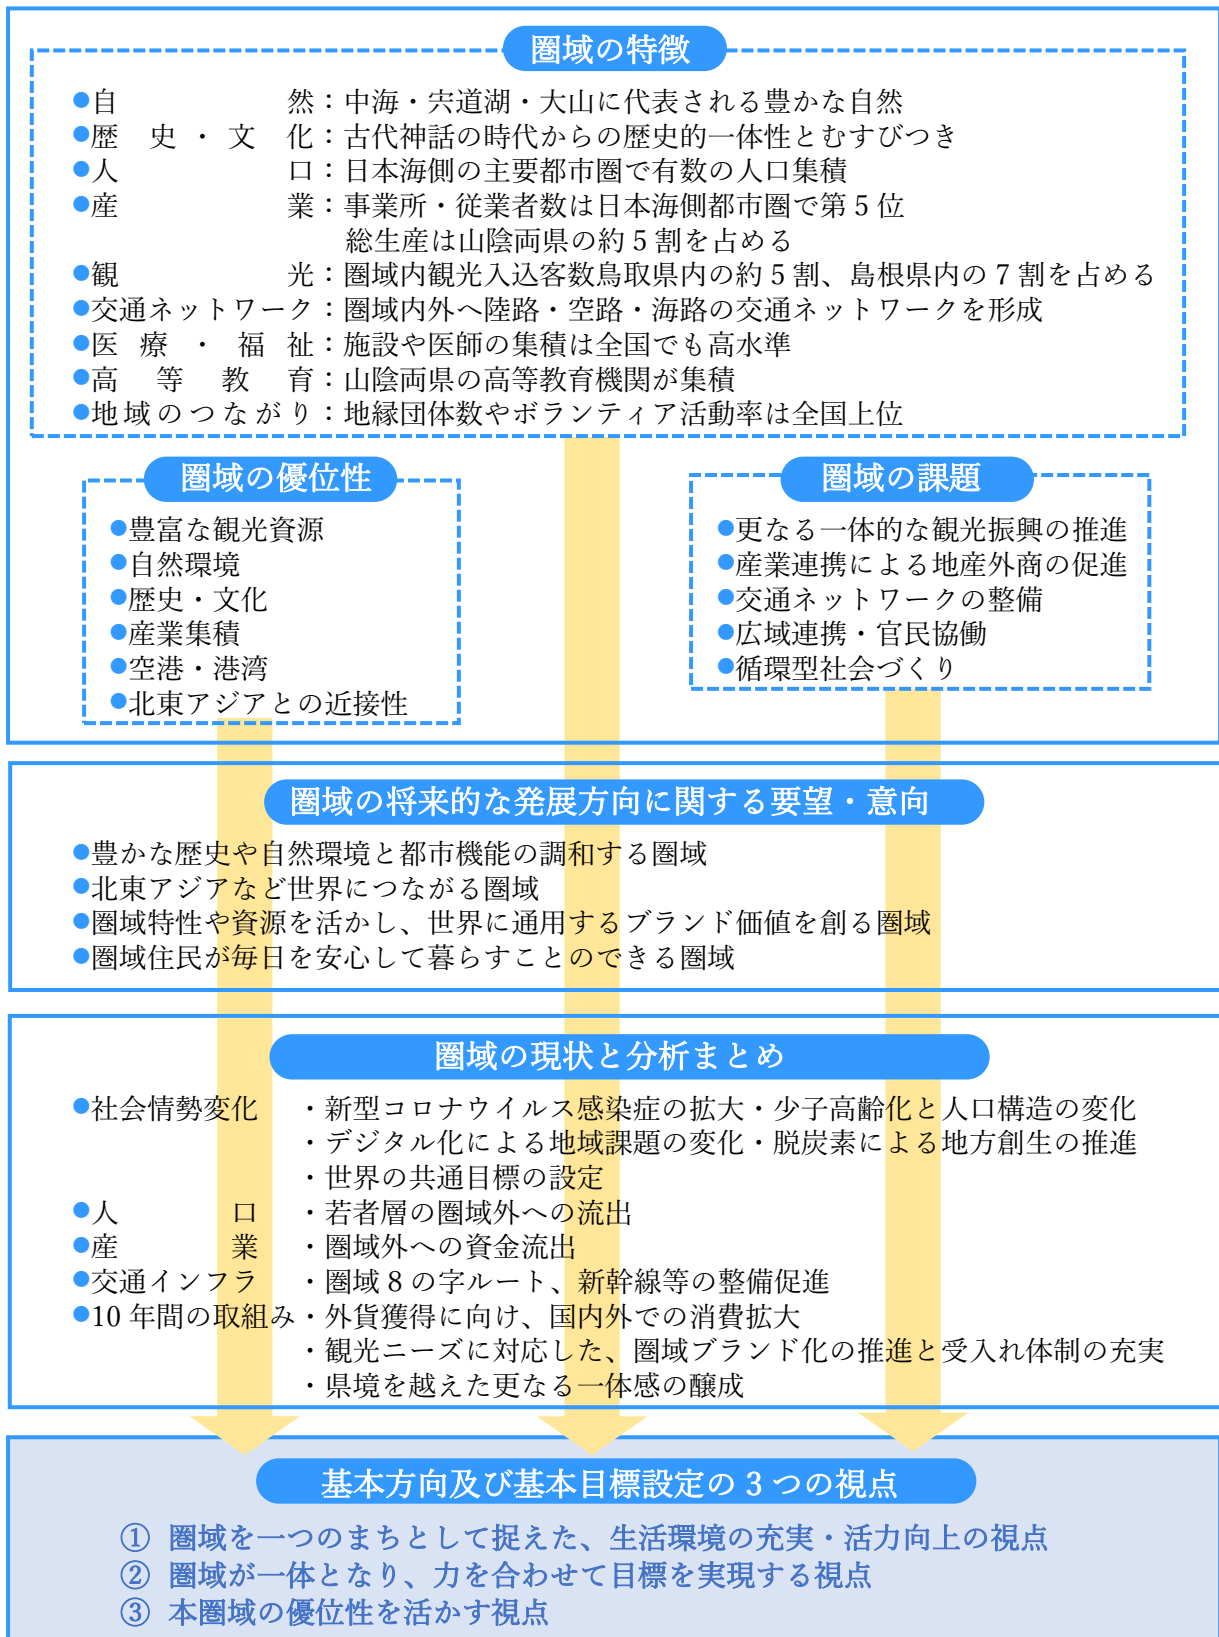 圏域の特徴
●自然：中海・宍道湖・大山に代表される豊かな自然
●歴史・文化：古代神話の時代からの歴史的一体性とむすびつき
●人口：日本海側の主要都市圏で有数の人口集積
●産業：事業所・従業者数は日本海側都市圏で第５位
総生産は山陰両県の約５割を占める
●観光：圏域内観光入込客数鳥取県内の約５割、島根県内の７割を占める
●交通ネットワーク：圏域内外へ陸路・空路・海路の交通ネットワークを形成
●医療・福祉：施設や医師の集積は全国でも高水準
●高等教育：山陰両県の高等教育機関が集積
●地域のつながり：地縁団体数やボランティア活動率は全国上位
圏域の優位性
●豊富な観光資源
●自然環境
●歴史・文化
●産業集積
●空港・港湾
●北東アジアとの近接性
圏域の課題
●更なる一体的な観光振興の推進
●産業連携による地産外商の促進
●交通ネットワークの整備
●広域連携・官民協働
●循環型社会づくり
圏域の将来的な発展方向に関する要望・意向
●豊かな歴史や自然環境と都市機能の調和する圏域
●北東アジアなど世界につながる圏域
●圏域特性や資源を活かし、世界に通用するブランド価値を創る圏域
●圏域住民が毎日を安心して暮らすことのできる圏域
圏域の現状と分析まとめ
●社会情勢変化 ・新型コロナウイルス感染症の拡大・少子高齢化と人口構造の変化
・デジタル化による地域課題の変化・脱炭素による地方創生の推進
・世界の共通目標の設定
●人口 ・若者層の圏域外への流出
●産業 ・圏域外への資金流出
●交通インフラ ・圏域８の字ルート、新幹線等の整備促進
●10 年間の取組み・外貨獲得に向け、国内外での消費拡大
・観光ニーズに対応した、圏域ブランド化の推進と受入れ体制の充実
・県境を越えた更なる一体感の醸成
基本方向及び基本目標設定の３つの視点
① 圏域を一つのまちとして捉えた、生活環境の充実・活力向上の視点
② 圏域が一体となり、力を合わせて目標を実現する視点
③ 本圏域の優位性を活かす視点